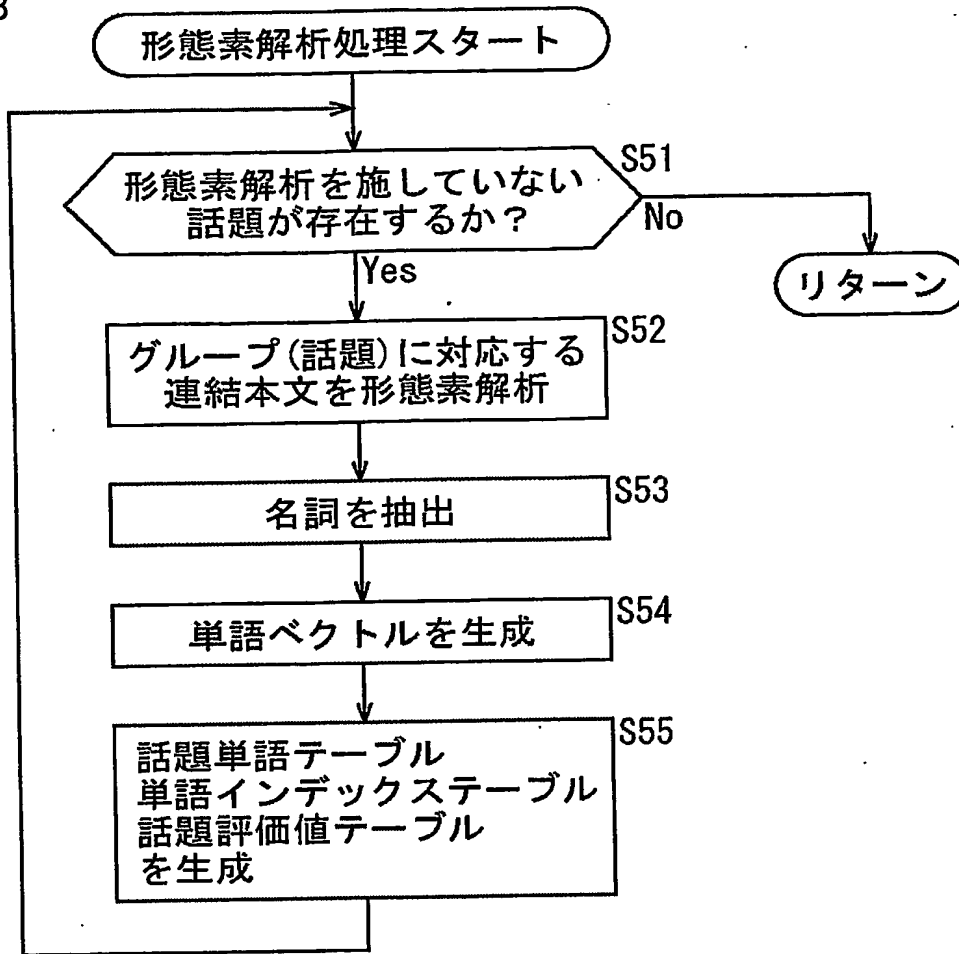 形態素解析処理スタート
形態素解析を施していない
話題が存在するか？
S51
No
リターン
Yes
グループ(話題)に対応する
連結本文を形態素解析
S52
名詞を抽出
S53
単語ベクトルを生成
S54
話題単語テーブル
単語インデックステーブル
話題評価値テーブル
を生成
S55